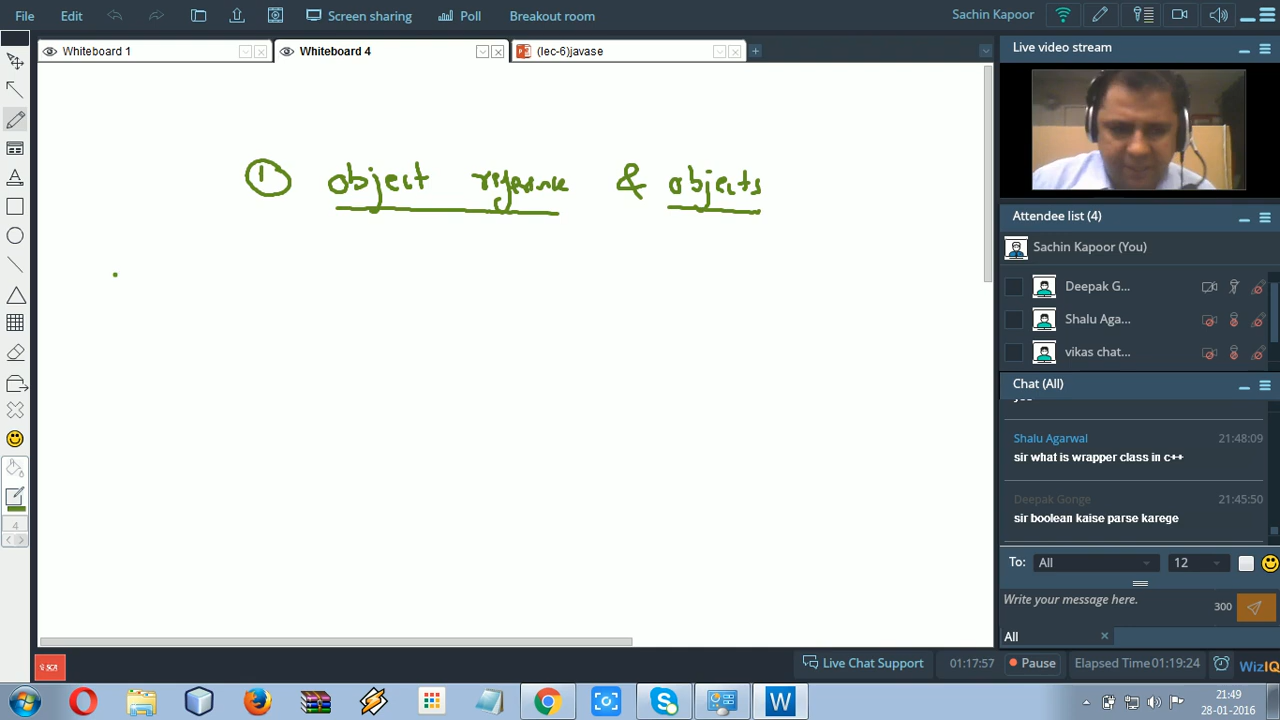 File Edit Screen sharing Poll Breakout room Sachin Kapoor
Whiteboard 1 Whiteboard 4 (lec-6)javase
① object reference & objects
Live video stream
Attendee list (4)
Sachin Kapoor (You)
Deepak G...
Shalu Aga...
vikas chat...
Chat (All)
Shalu Agarwal 21:48:09
sir what is wrapper class in c++
Deepak Gonge 21:45:50
sir boolean kaise parse karege
To: All 12
Write your message here. 300
All
4
SCA
Live Chat Support 01:17:57 Pause Elapsed Time 01:19:24 WizIQ
21:49
28-01-2016